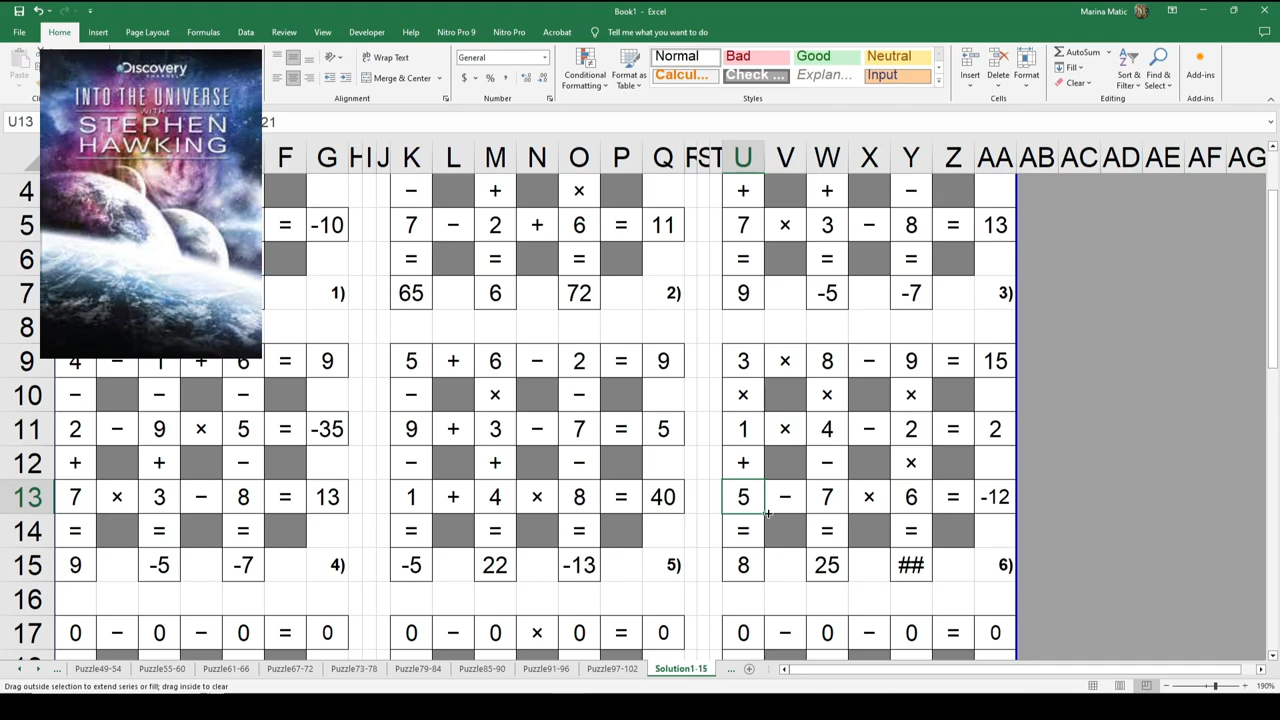 Book1 - Excel
Marina Matic
File Home Insert Page Layout Formulas Data Review View Developer Help Nitro Pro 9 Nitro Pro Acrobat Tell me what you want to do
Paste
Wrap Text
Merge & Center
Alignment
General
$ % ,
Number
Conditional Formatting
Format as Table
Normal Bad Good Neutral
Calcul... Check ... Explan... Input
Styles
Insert Delete Format
Cells
AutoSum
Fill
Clear
Sort & Filter
Find & Select
Editing
Add-ins
Add-ins
U13
21
Discovery
CHANNEL
INTO THE UNIVERSE
WITH
STEPHEN
HAWKING
F G H I J K L M N O P Q R S T U V W X Y Z AA AB AC AD AE AF AG
4 − + × + + −
5 = -10 7 − 2 + 6 = 11 7 × 3 − 8 = 13
6 = = = = = =
7 1) 65 6 72 2) 9 -5 -7 3)
8
9 4 − 1 + 6 = 9 5 + 6 − 2 = 9 3 × 8 − 9 = 15
10 − − − − × − × × ×
11 2 − 9 × 5 = -35 9 + 3 − 7 = 5 1 × 4 − 2 = 2
12 + + − − + − + − ×
13 7 × 3 − 8 = 13 1 + 4 × 8 = 40 5 − 7 × 6 = -12
14 = = = = = = = = =
15 9 -5 -7 4) -5 22 -13 5) 8 25 ## 6)
16
17 0 − 0 − 0 = 0 0 − 0 × 0 = 0 0 − 0 − 0 = 0
... Puzzle49-54 Puzzle55-60 Puzzle61-66 Puzzle67-72 Puzzle73-78 Puzzle79-84 Puzzle85-90 Puzzle91-96 Puzzle97-102 Solution1-15 ...
Drag outside selection to extend series or fill; drag inside to clear
190%